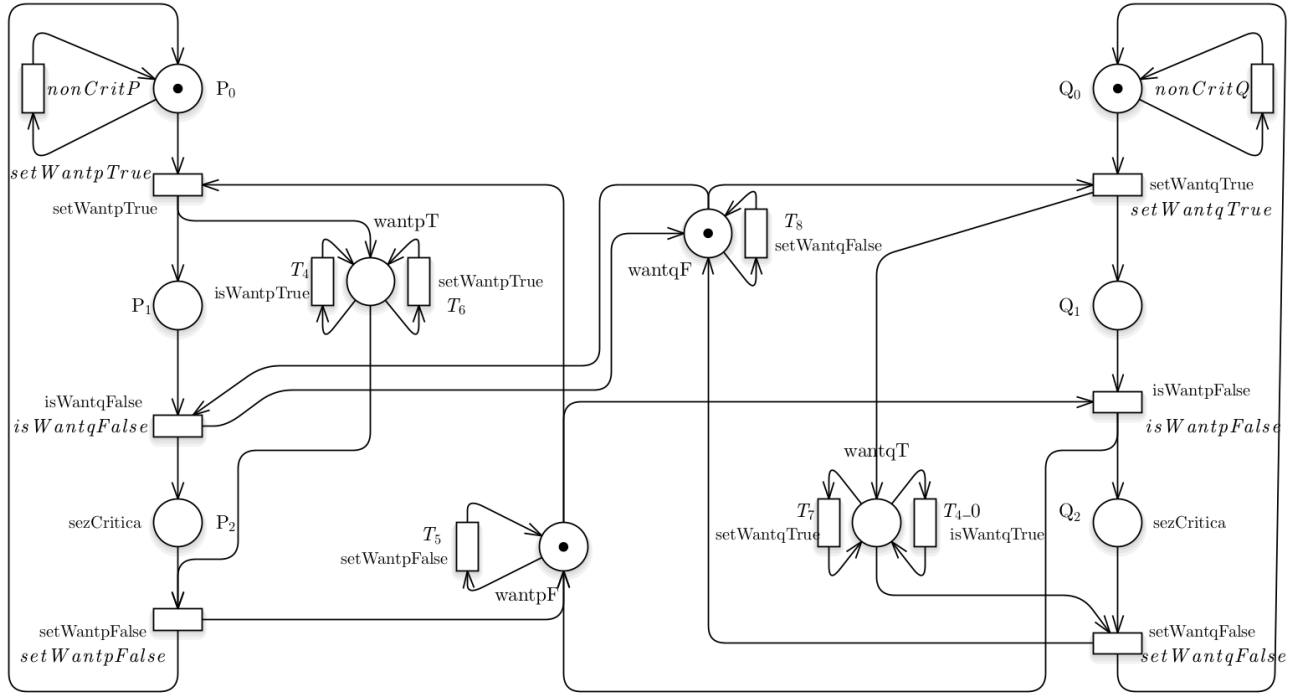 nonCritP
P0
Q0
nonCritQ
setWantpTrue
setWantpTrue
setWantqTrue
setWantqTrue
wantpT
T8
setWantqFalse
wantqF
T4
isWantpTrue
setWantpTrue
T6
P1
Q1
isWantqFalse
isWantqFalse
isWantpFalse
isWantpFalse
wantqT
sezCritica
P2
T5
setWantpFalse
wantpF
T7
setWantqTrue
T4_0
isWantqTrue
Q2
sezCritica
setWantpFalse
setWantpFalse
setWantqFalse
setWantqFalse